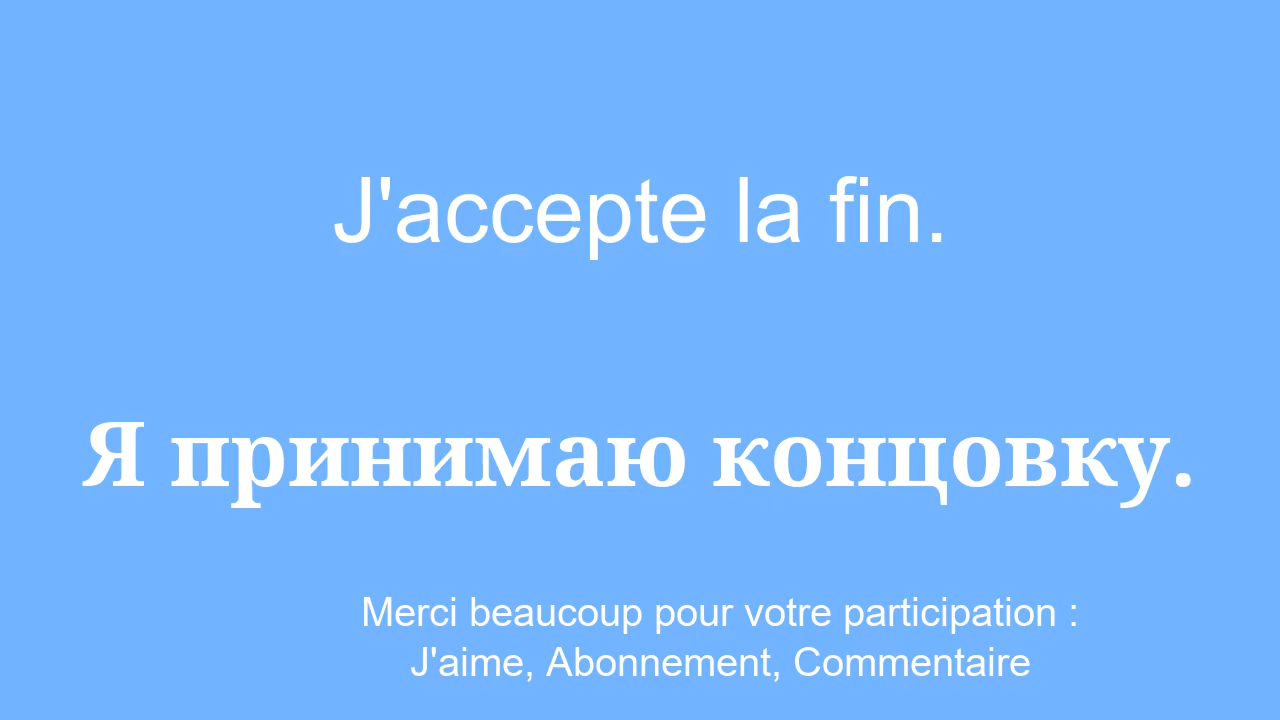 J'accepte la fin.
Я принимаю концовку.
Merci beaucoup pour votre participation :
J'aime, Abonnement, Commentaire